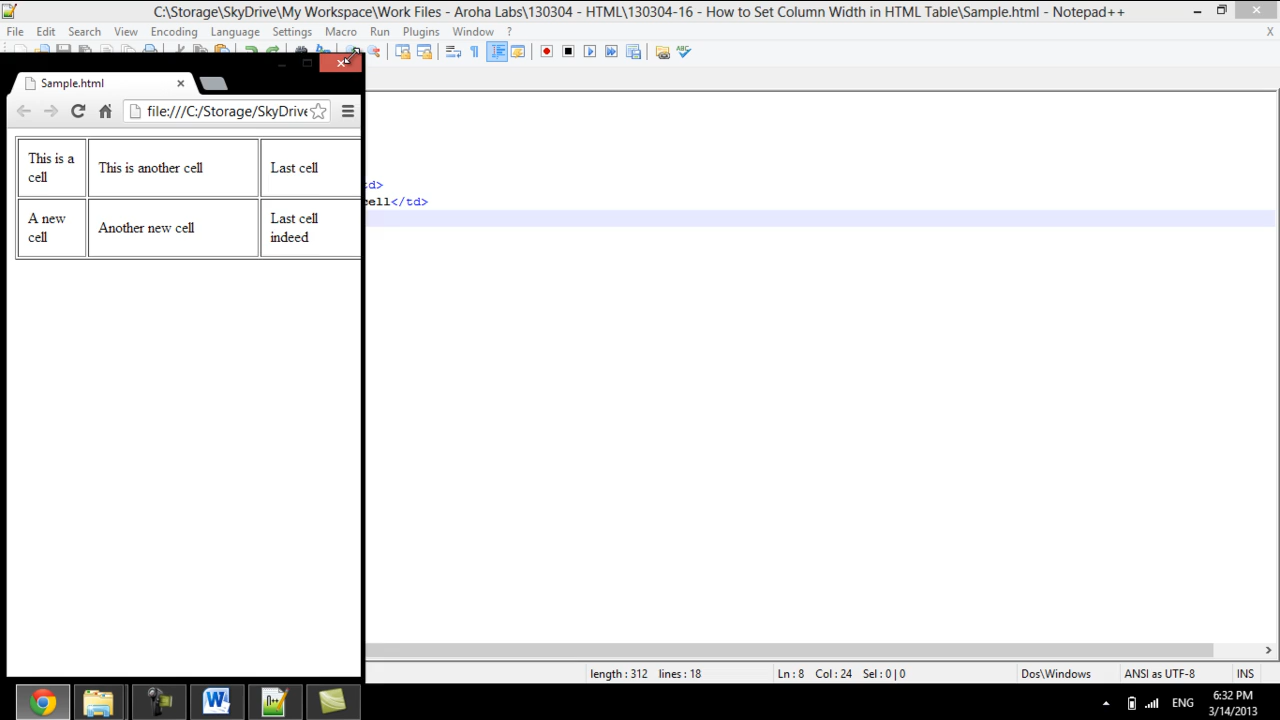 C:\Storage\SkyDrive\My Workspace\Work Files - Aroha Labs\130304 - HTML\130304-16 - How to Set Column Width in HTML Table\Sample.html - Notepad++
File Edit Search View Encoding Language Settings Macro Run Plugins Window ? X
Sample.html
file:///C:/Storage/SkyDrive
This is a cell
This is another cell
Last cell
A new cell
Another new cell
Last cell indeed
td>
cell</td>
length : 312 lines : 18 Ln : 8 Col : 24 Sel : 0 | 0 Dos\Windows ANSI as UTF-8 INS
ENG
6:32 PM
3/14/2013